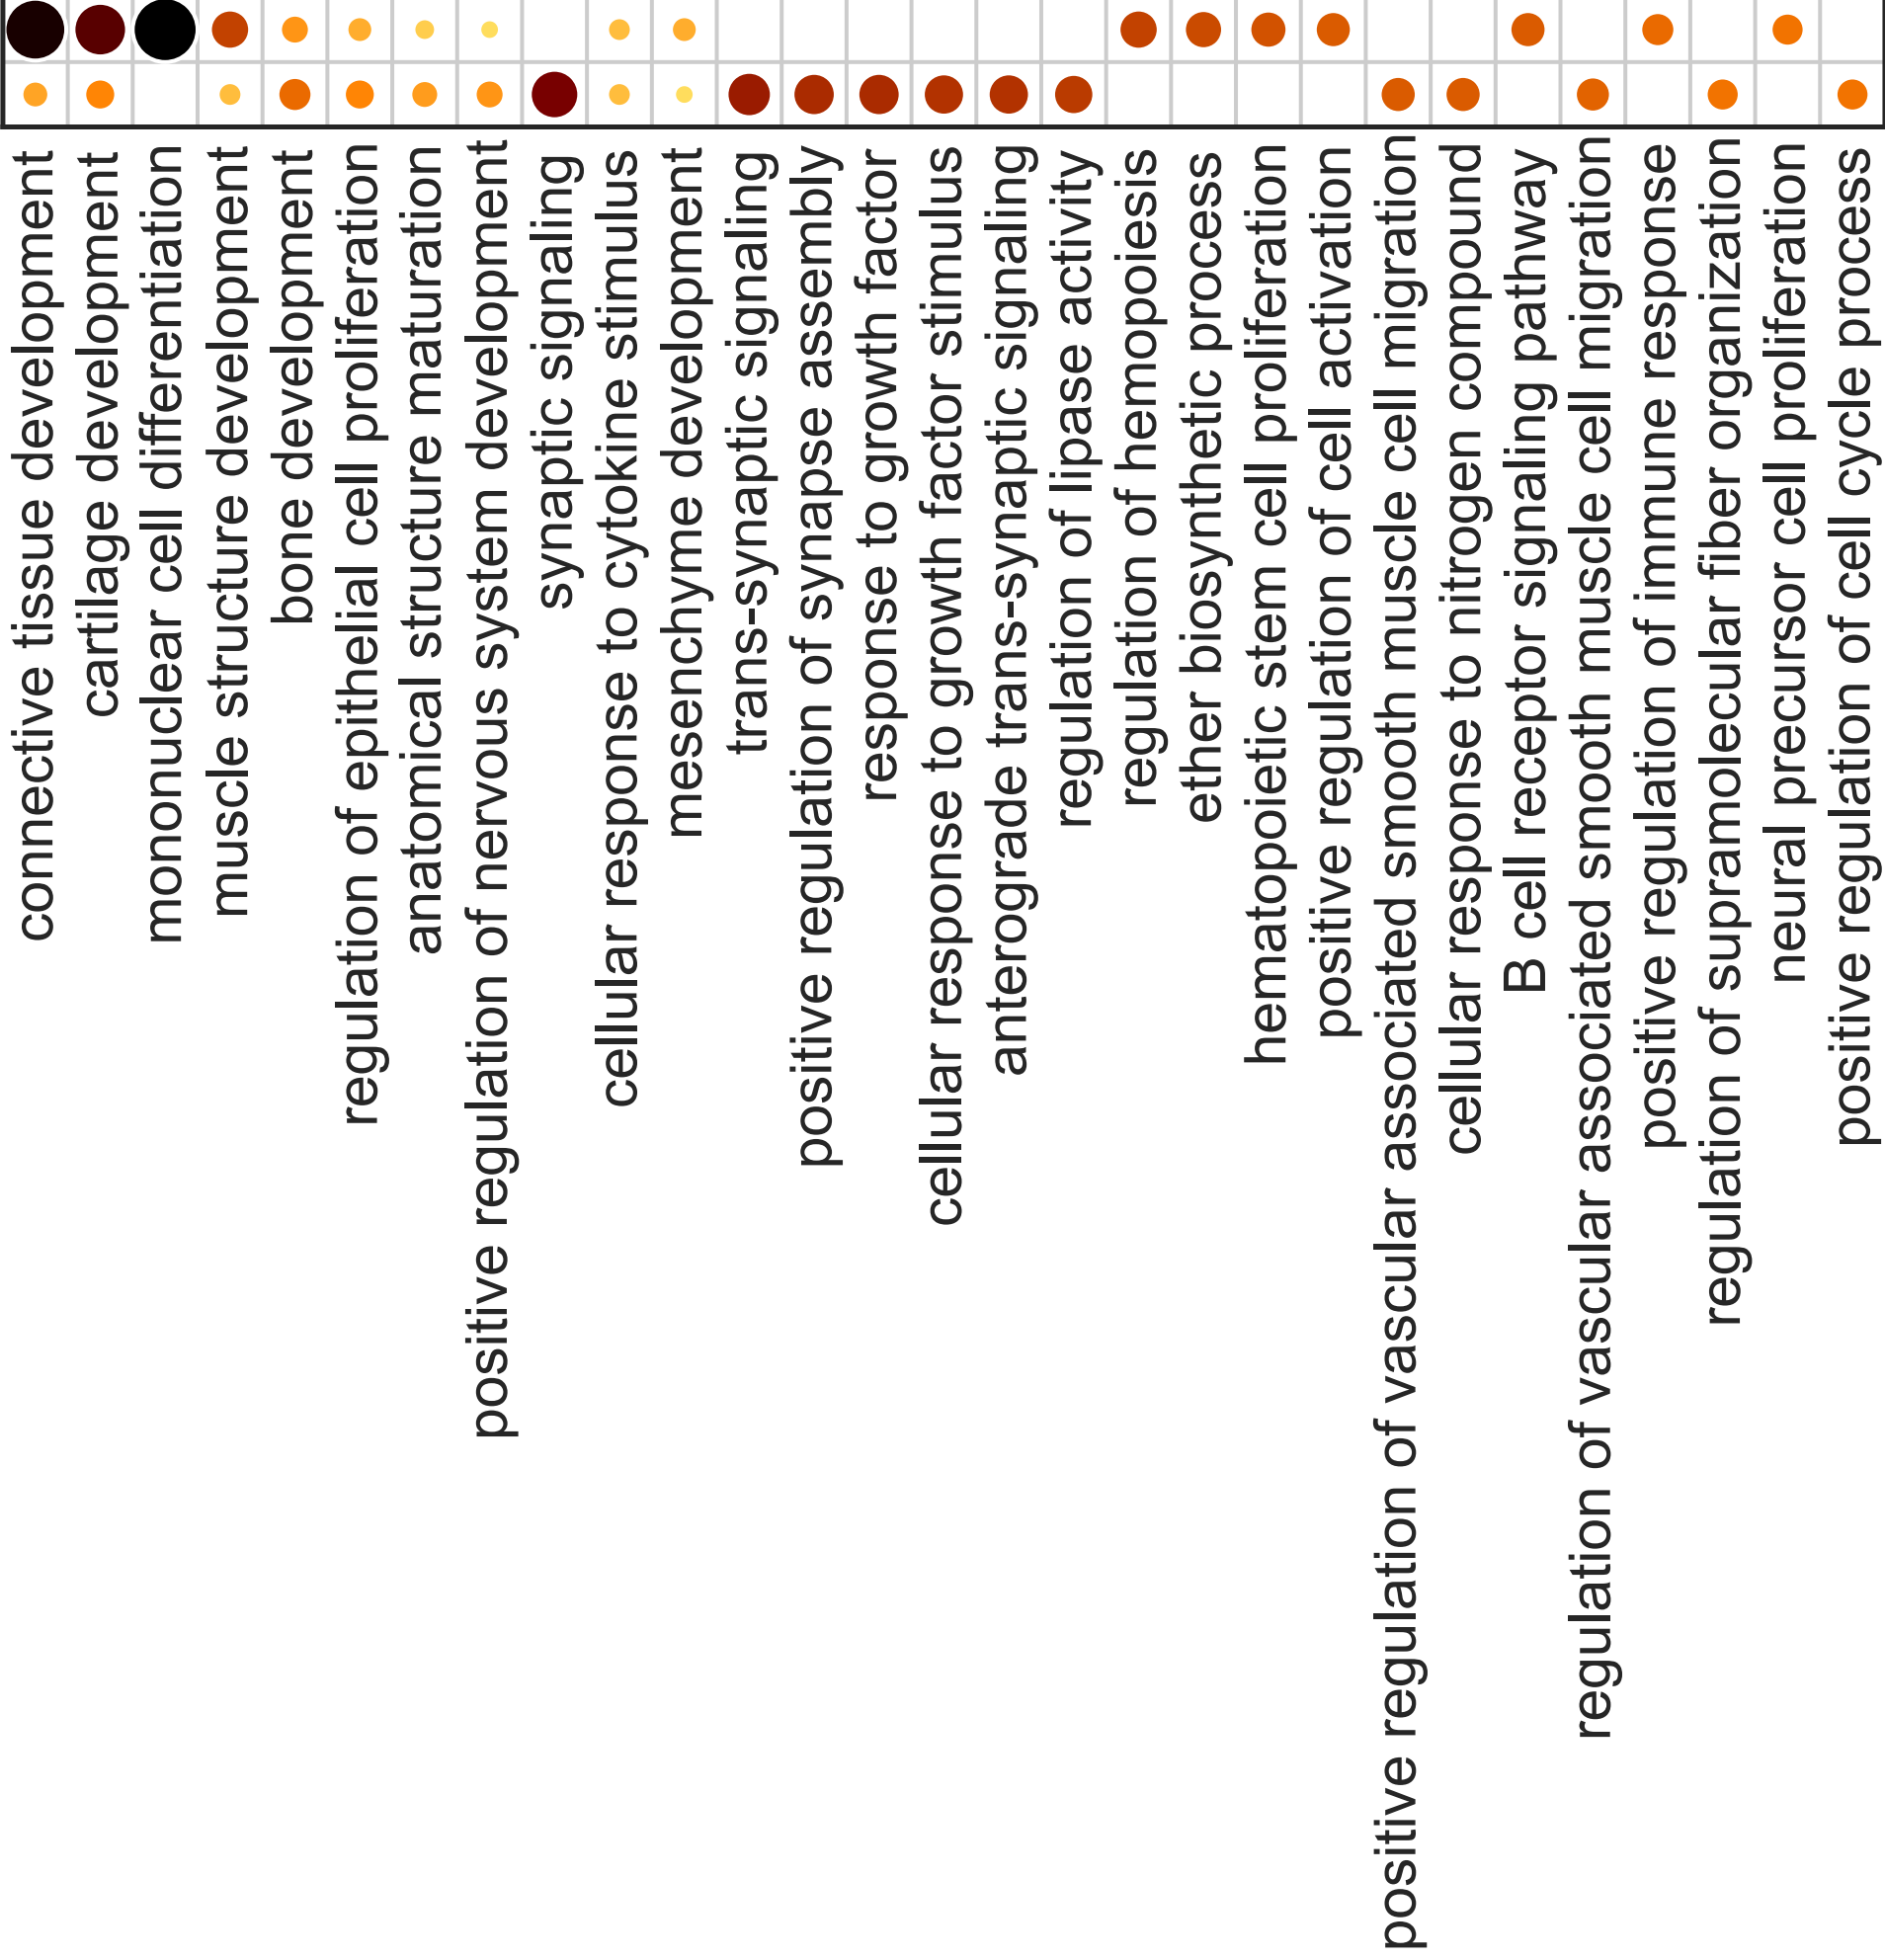 connective tissue development
cartilage development
mononuclear cell differentiation
muscle structure development
bone development
regulation of epithelial cell proliferation
anatomical structure maturation
positive regulation of nervous system development
synaptic signaling
cellular response to cytokine stimulus
mesenchyme development
trans-synaptic signaling
positive regulation of synapse assembly
response to growth factor
cellular response to growth factor stimulus
anterograde trans-synaptic signaling
regulation of lipase activity
regulation of hemopoiesis
ether biosynthetic process
hematopoietic stem cell proliferation
positive regulation of cell activation
positive regulation of vascular associated smooth muscle cell migration
cellular response to nitrogen compound
B cell receptor signaling pathway
regulation of vascular associated smooth muscle cell migration
positive regulation of immune response
regulation of supramolecular fiber organization
neural precursor cell proliferation
positive regulation of cell cycle process